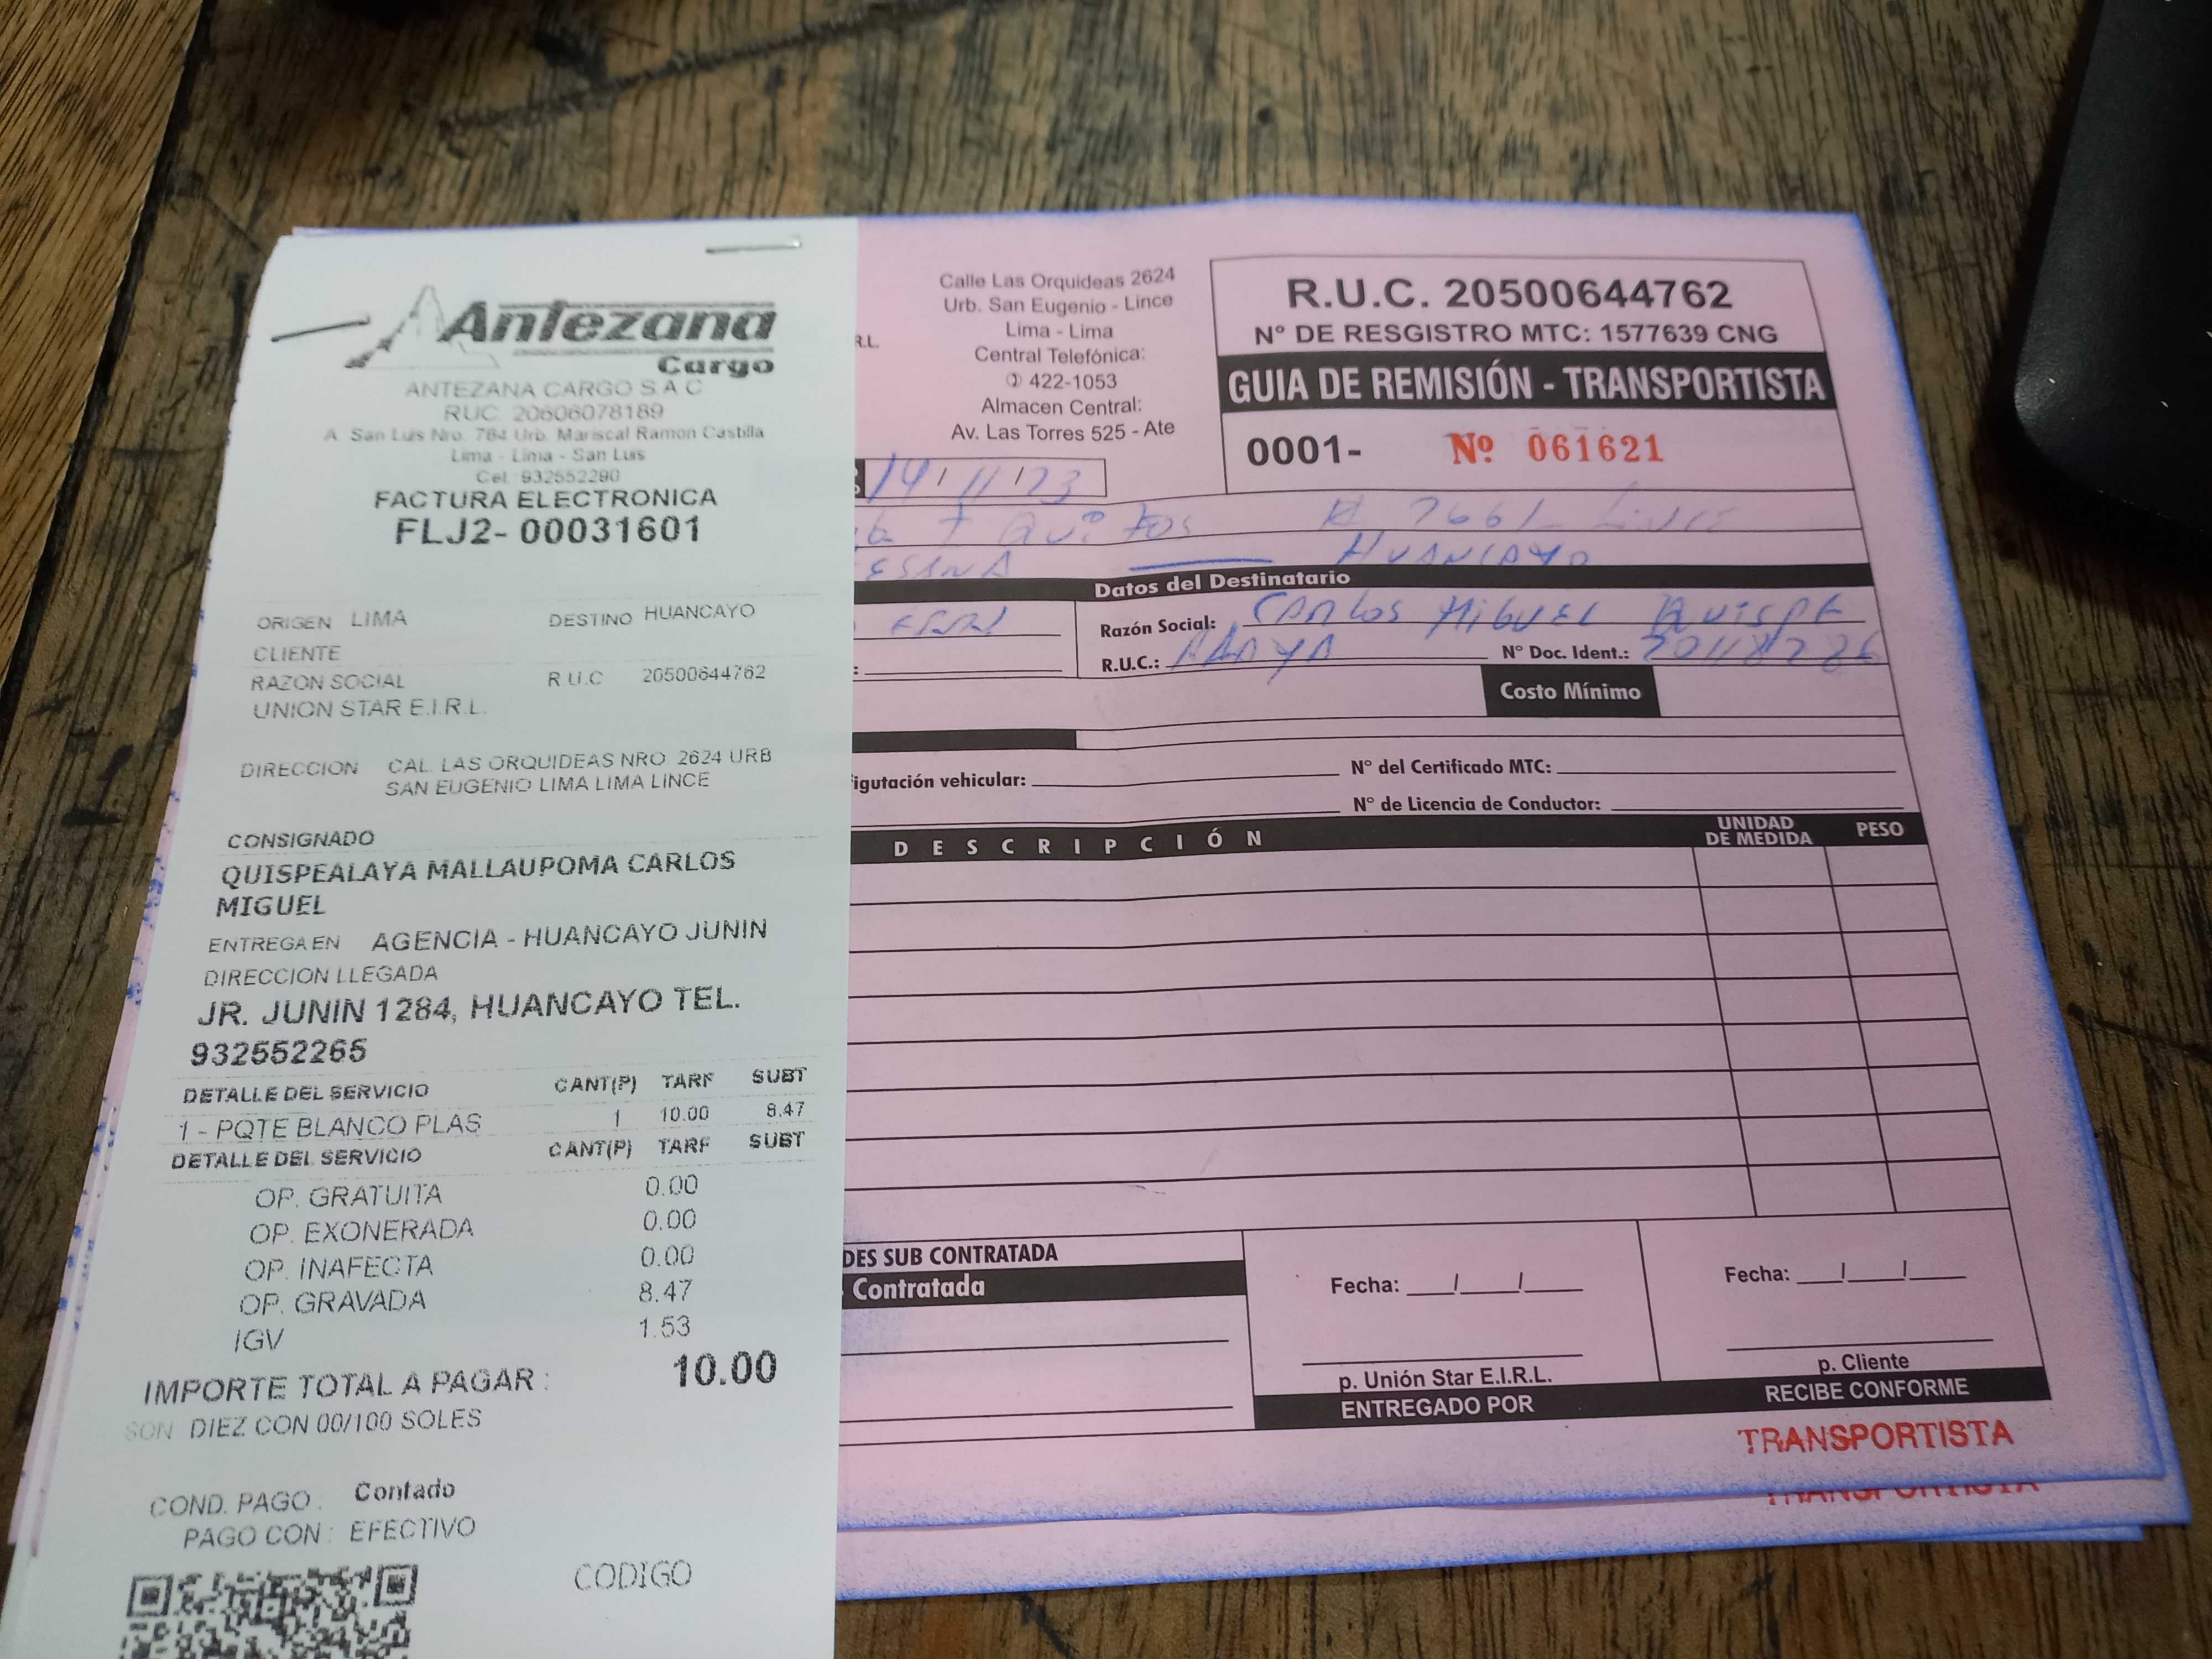 Antezana
Cargo
ANTEZANA CARGO S.A.C
RUC. 20606078189
A. San Luis Nro. 784 Urb. Mariscal Ramon Castilla
Lima - Lima - San Luis
Cel.:932552290
FACTURA ELECTRONICA
FLJ2- 00031601
ORIGEN LIMA DESTINO HUANCAYO
CLIENTE
RAZON SOCIAL R.U.C 20500644762
UNION STAR E.I.R.L.
DIRECCION CAL. LAS ORQUIDEAS NRO. 2624 URB.
SAN EUGENIO LIMA LIMA LINCE
CONSIGNADO
QUISPEALAYA MALLAUPOMA CARLOS
MIGUEL
ENTREGA EN AGENCIA - HUANCAYO JUNIN
DIRECCION LLEGADA
JR. JUNIN 1284, HUANCAYO TEL.
932552265
DETALLE DEL SERVICIO CANT(P) TARF SUBT
1 - PQTE BLANCO PLAS 1 10.00 8.47
DETALLE DEL SERVICIO CANT(P) TARF SUBT
OP. GRATUITA 0.00
OP. EXONERADA 0.00
OP. INAFECTA 0.00
OP. GRAVADA 8.47
IGV 1.53
IMPORTE TOTAL A PAGAR : 10.00
SON DIEZ CON 00/100 SOLES
COND. PAGO : Contado
PAGO CON : EFECTIVO
CODIGO
R.L.
Calle Las Orquideas 2624
Urb. San Eugenio - Lince
Lima - Lima
Central Telefónica:
422-1053
Almacen Central:
Av. Las Torres 525 - Ate
R.U.C. 20500644762
N° DE RESGISTRO MTC: 1577639 CNG
GUIA DE REMISIÓN - TRANSPORTISTA
0001- Nº 061621
14/11/23
HUANCAYO
Datos del Destinatario
Razón Social: CARLOS MIGUEL QUISPE
R.U.C.: ALAYA N° Doc. Ident.:
Costo Mínimo
igutación vehicular: N° del Certificado MTC:
N° de Licencia de Conductor:
DESCRIPCIÓN UNIDAD DE MEDIDA PESO
DES SUB CONTRATADA
Contratada
Fecha: / / Fecha: / /
p. Unión Star E.I.R.L. p. Cliente
ENTREGADO POR RECIBE CONFORME
TRANSPORTISTA
TRANSPORTISTA